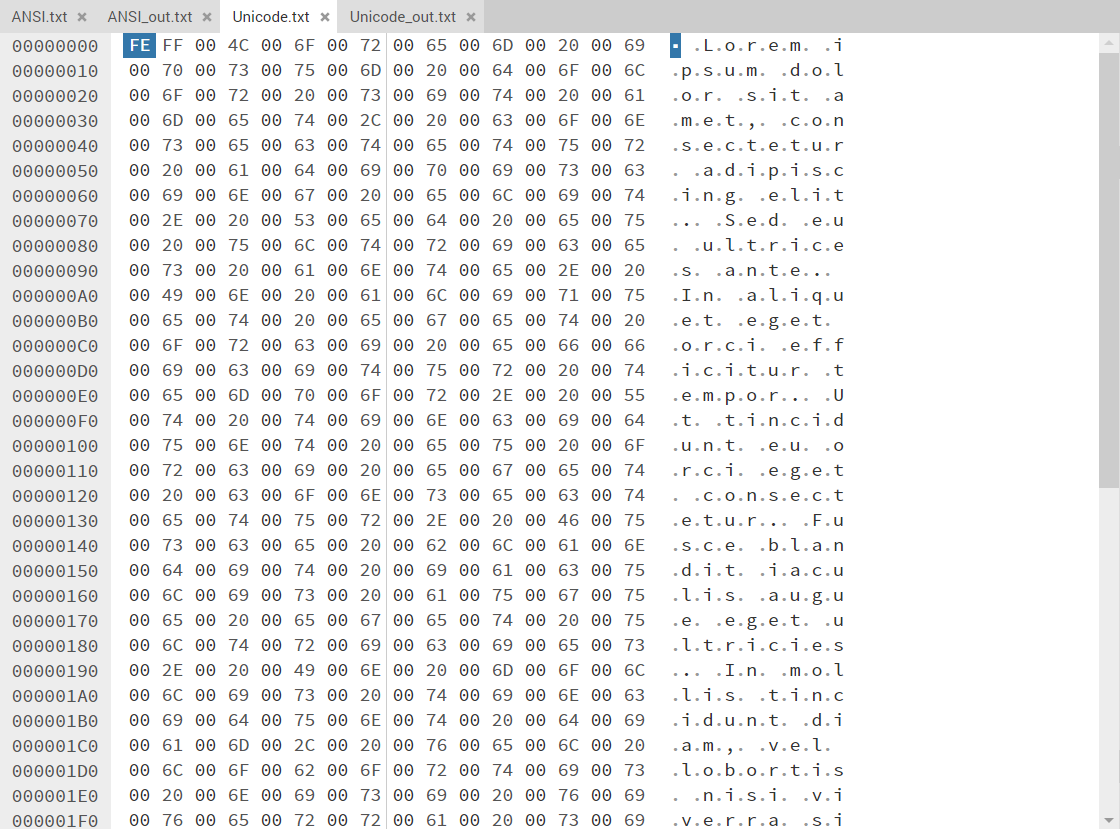 ANSI.txt × ANSI_out.txt × Unicode.txt × Unicode_out.txt ×
00000000 FE FF 00 4C 00 6F 00 72 00 65 00 6D 00 20 00 69 . .L.o.r.e.m. .i
00000010 00 70 00 73 00 75 00 6D 00 20 00 64 00 6F 00 6C .p.s.u.m. .d.o.l
00000020 00 6F 00 72 00 20 00 73 00 69 00 74 00 20 00 61 .o.r. .s.i.t. .a
00000030 00 6D 00 65 00 74 00 2C 00 20 00 63 00 6F 00 6E .m.e.t.,. .c.o.n
00000040 00 73 00 65 00 63 00 74 00 65 00 74 00 75 00 72 .s.e.c.t.e.t.u.r
00000050 00 20 00 61 00 64 00 69 00 70 00 69 00 73 00 63 . .a.d.i.p.i.s.c
00000060 00 69 00 6E 00 67 00 20 00 65 00 6C 00 69 00 74 .i.n.g. .e.l.i.t
00000070 00 2E 00 20 00 53 00 65 00 64 00 20 00 65 00 75 ... .S.e.d. .e.u
00000080 00 20 00 75 00 6C 00 74 00 72 00 69 00 63 00 65 . .u.l.t.r.i.c.e
00000090 00 73 00 20 00 61 00 6E 00 74 00 65 00 2E 00 20 .s. .a.n.t.e...
000000A0 00 49 00 6E 00 20 00 61 00 6C 00 69 00 71 00 75 .I.n. .a.l.i.q.u
000000B0 00 65 00 74 00 20 00 65 00 67 00 65 00 74 00 20 .e.t. .e.g.e.t.
000000C0 00 6F 00 72 00 63 00 69 00 20 00 65 00 66 00 66 .o.r.c.i. .e.f.f
000000D0 00 69 00 63 00 69 00 74 00 75 00 72 00 20 00 74 .i.c.i.t.u.r. .t
000000E0 00 65 00 6D 00 70 00 6F 00 72 00 2E 00 20 00 55 .e.m.p.o.r... .U
000000F0 00 74 00 20 00 74 00 69 00 6E 00 63 00 69 00 64 .t. .t.i.n.c.i.d
00000100 00 75 00 6E 00 74 00 20 00 65 00 75 00 20 00 6F .u.n.t. .e.u. .o
00000110 00 72 00 63 00 69 00 20 00 65 00 67 00 65 00 74 .r.c.i. .e.g.e.t
00000120 00 20 00 63 00 6F 00 6E 00 73 00 65 00 63 00 74 . .c.o.n.s.e.c.t
00000130 00 65 00 74 00 75 00 72 00 2E 00 20 00 46 00 75 .e.t.u.r... .F.u
00000140 00 73 00 63 00 65 00 20 00 62 00 6C 00 61 00 6E .s.c.e. .b.l.a.n
00000150 00 64 00 69 00 74 00 20 00 69 00 61 00 63 00 75 .d.i.t. .i.a.c.u
00000160 00 6C 00 69 00 73 00 20 00 61 00 75 00 67 00 75 .l.i.s. .a.u.g.u
00000170 00 65 00 20 00 65 00 67 00 65 00 74 00 20 00 75 .e. .e.g.e.t. .u
00000180 00 6C 00 74 00 72 00 69 00 63 00 69 00 65 00 73 .l.t.r.i.c.i.e.s
00000190 00 2E 00 20 00 49 00 6E 00 20 00 6D 00 6F 00 6C ... .I.n. .m.o.l
000001A0 00 6C 00 69 00 73 00 20 00 74 00 69 00 6E 00 63 .l.i.s. .t.i.n.c
000001B0 00 69 00 64 00 75 00 6E 00 74 00 20 00 64 00 69 .i.d.u.n.t. .d.i
000001C0 00 61 00 6D 00 2C 00 20 00 76 00 65 00 6C 00 20 .a.m.,. .v.e.l.
000001D0 00 6C 00 6F 00 62 00 6F 00 72 00 74 00 69 00 73 .l.o.b.o.r.t.i.s
000001E0 00 20 00 6E 00 69 00 73 00 69 00 20 00 76 00 69 . .n.i.s.i. .v.i
000001F0 00 76 00 65 00 72 00 72 00 61 00 20 00 73 00 69 .v.e.r.r.a. .s.i